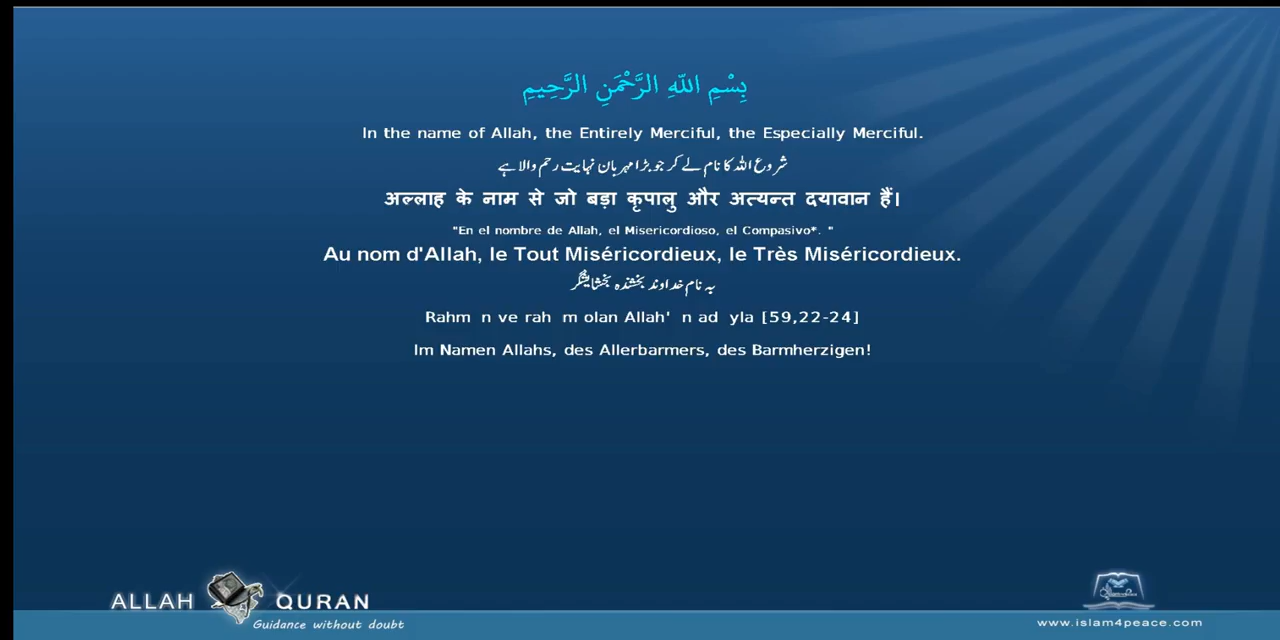 بِسْمِ اللَّهِ الرَّحْمَنِ الرَّحِيمِ
In the name of Allah, the Entirely Merciful, the Especially Merciful.
شروع الله کا نام لے کر جو بڑا مہربان نہایت رحم والا ہے
अल्लाह के नाम से जो बड़ा कृपालु और अत्यन्त दयावान हैं।
"En el nombre de Allah, el Misericordioso, el Compasivo*. "
Au nom d'Allah, le Tout Miséricordieux, le Très Miséricordieux.
به نام خداوند بخشنده بخشایشگر
Rahm n ve rah m olan Allah' n ad yla [59,22-24]
Im Namen Allahs, des Allerbarmers, des Barmherzigen!
ALLAH QURAN
Guidance without doubt
www.islam4peace.com